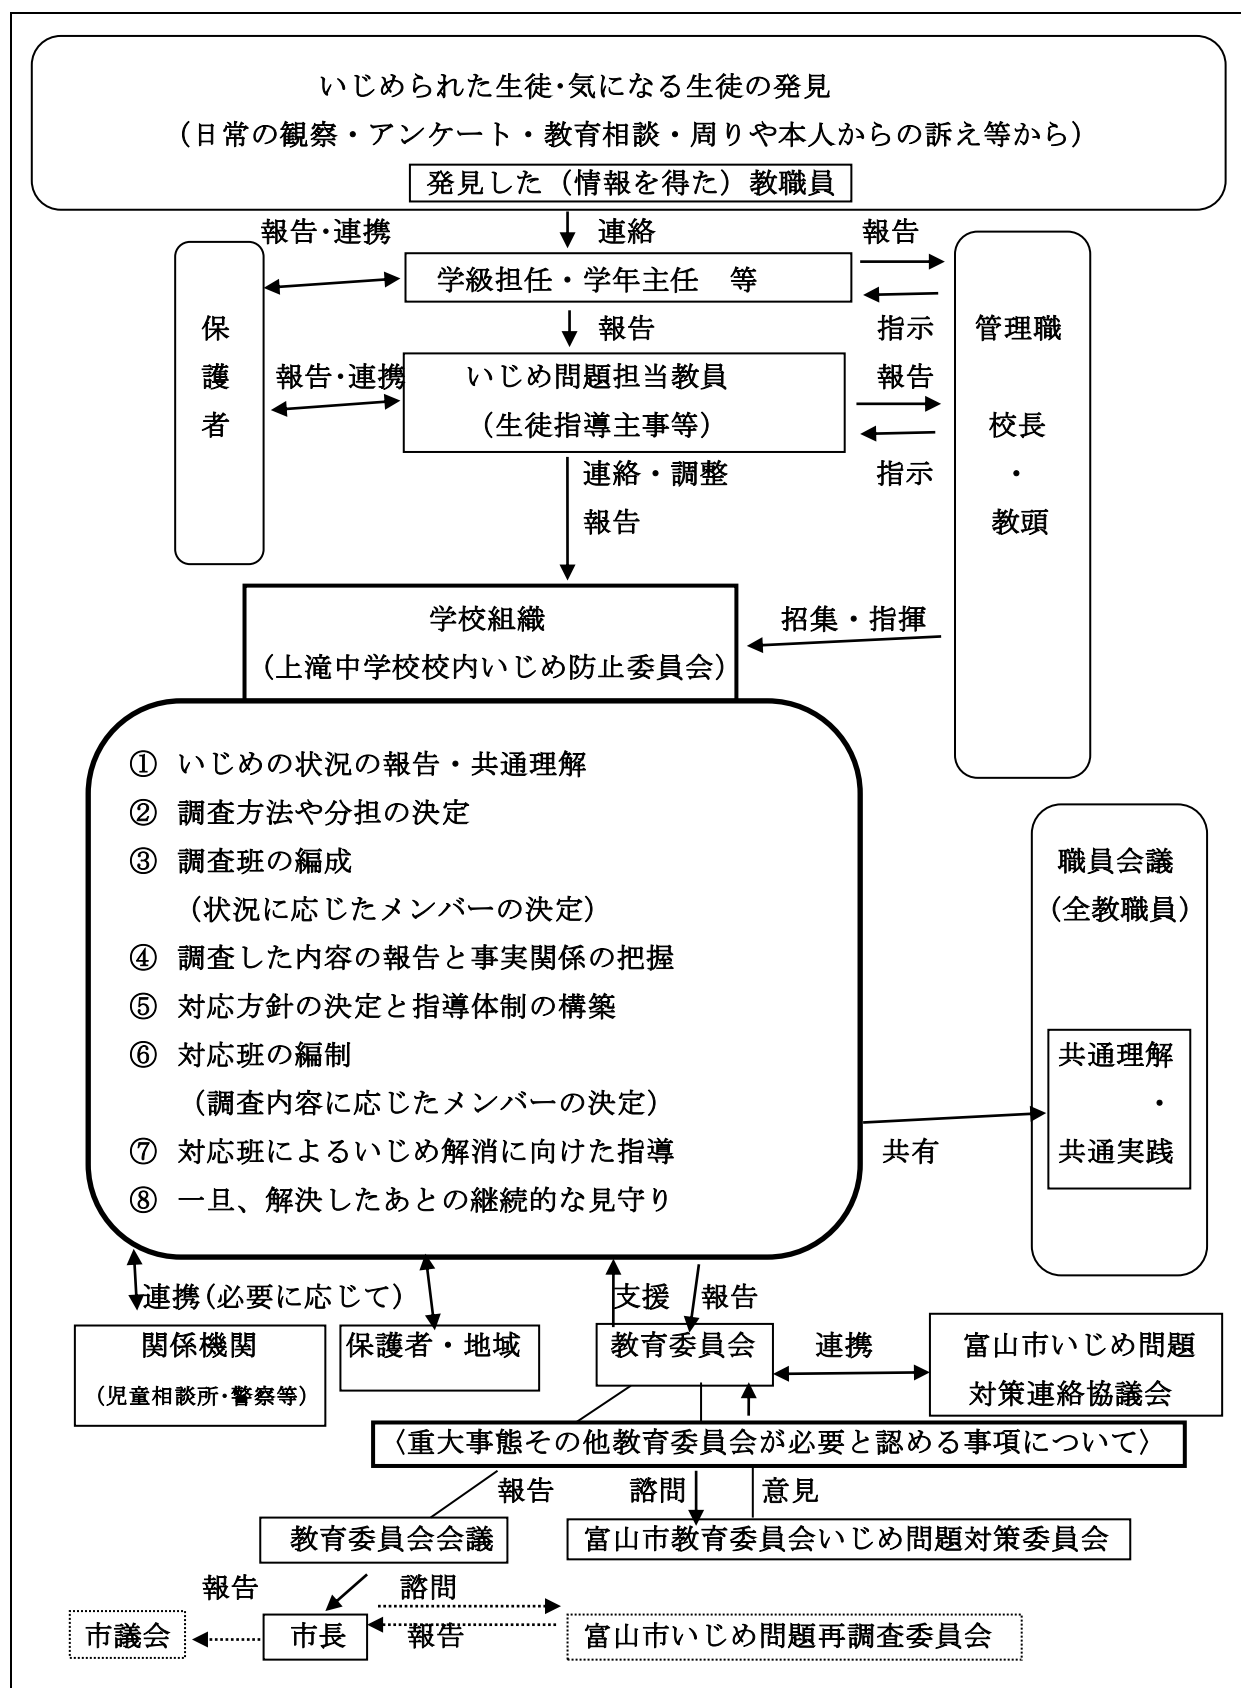 いじめられた生徒・気になる生徒の発見
（日常の観察・アンケート・教育相談・周りや本人からの訴え等から）
発見した（情報を得た）教職員
報告・連携
連絡
報告
学級担任・学年主任　等
保護者
報告
指示
管理職
校長
・
教頭
報告・連携
いじめ問題担当教員
（生徒指導主事等）
報告
指示
連絡・調整
報告
学校組織
（上滝中学校校内いじめ防止委員会）
招集・指揮
① いじめの状況の報告・共通理解
② 調査方法や分担の決定
③ 調査班の編成
（状況に応じたメンバーの決定）
④ 調査した内容の報告と事実関係の把握
⑤ 対応方針の決定と指導体制の構築
⑥ 対応班の編制
（調査内容に応じたメンバーの決定）
⑦ 対応班によるいじめ解消に向けた指導
⑧ 一旦、解決したあとの継続的な見守り
職員会議
（全教職員）
共通理解
・
共通実践
共有
連携（必要に応じて）
支援
報告
関係機関
（児童相談所・警察等）
保護者・地域
教育委員会
連携
富山市いじめ問題
対策連絡協議会
〈重大事態その他教育委員会が必要と認める事項について〉
報告
諮問
意見
教育委員会会議
富山市教育委員会いじめ問題対策委員会
報告
諮問
市議会
市長
報告
富山市いじめ問題再調査委員会